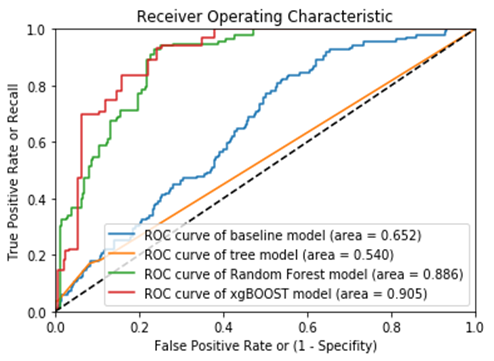 Receiver Operating Characteristic
1.0
0.8
0.6
0.4
0.2
0.0
True Positive Rate or Recall
ROC curve of baseline model (area = 0.652)
ROC curve of tree model (area = 0.540)
ROC curve of Random Forest model (area = 0.886)
ROC curve of xgBOOST model (area = 0.905)
0.0 0.2 0.4 0.6 0.8 1.0
False Positive Rate or (1 - Specifity)